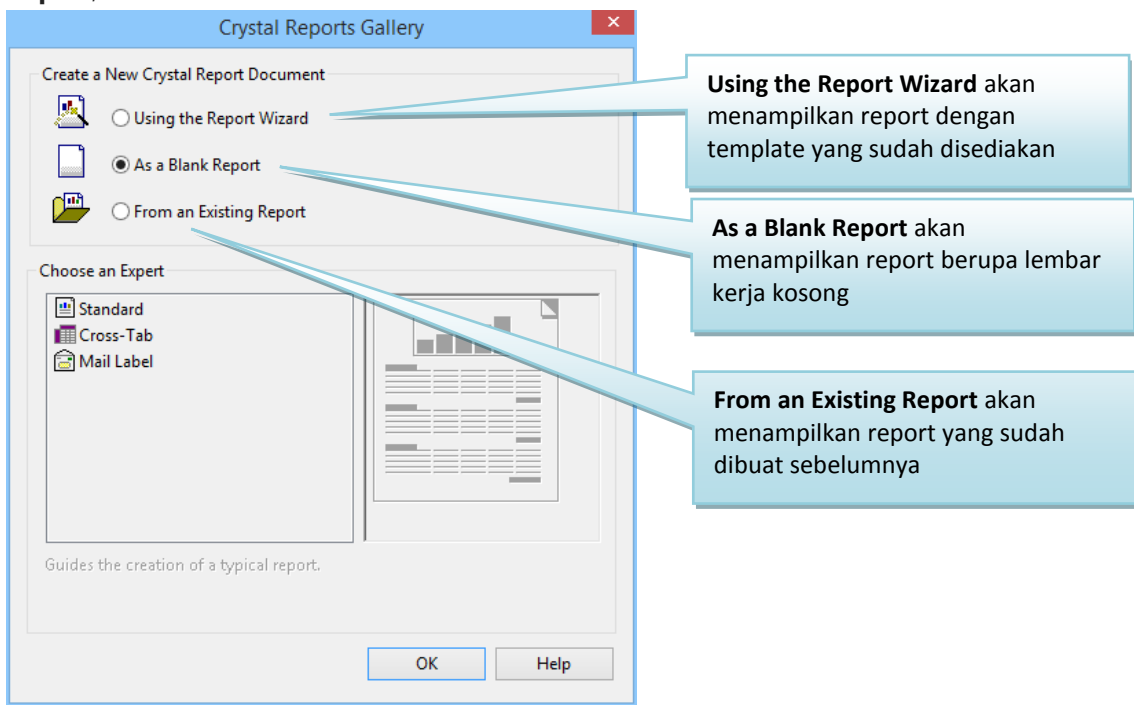 Crystal Reports Gallery
Create a New Crystal Report Document
Using the Report Wizard
As a Blank Report
From an Existing Report
Choose an Expert
Standard
Cross-Tab
Mail Label
Guides the creation of a typical report.
OK
Help
Using the Report Wizard akan
menampilkan report dengan
template yang sudah disediakan
As a Blank Report akan
menampilkan report berupa lembar
kerja kosong
From an Existing Report akan
menampilkan report yang sudah
dibuat sebelumnya